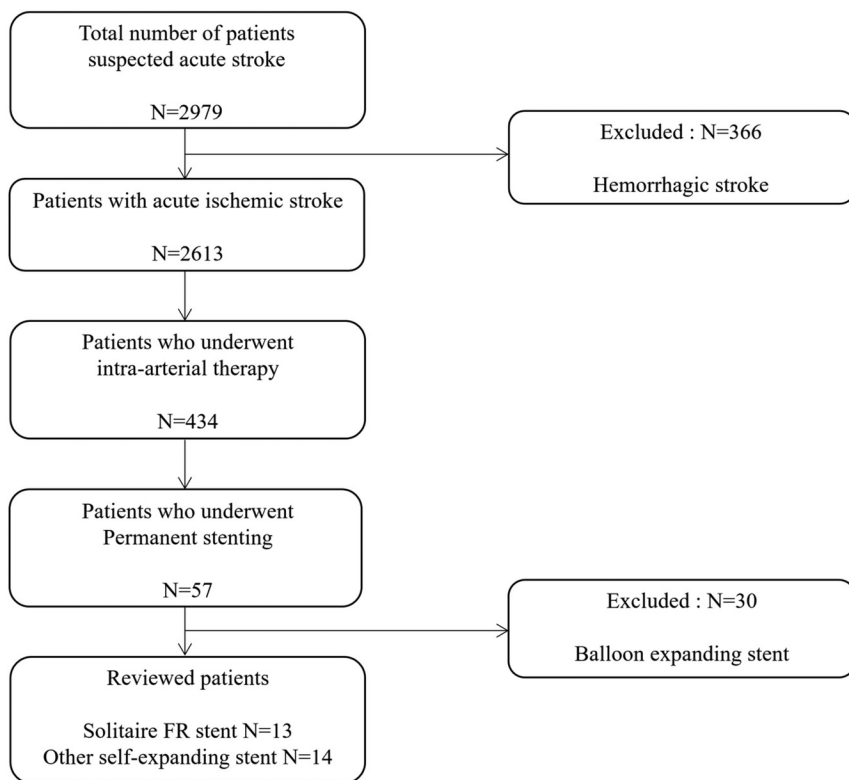 Total number of patients
suspected acute stroke
N=2979
Excluded : N=366
Hemorrhagic stroke
Patients with acute ischemic stroke
N=2613
Patients who underwent
intra-arterial therapy
N=434
Patients who underwent
Permanent stenting
N=57
Excluded : N=30
Balloon expanding stent
Reviewed patients
Solitaire FR stent N=13
Other self-expanding stent N=14